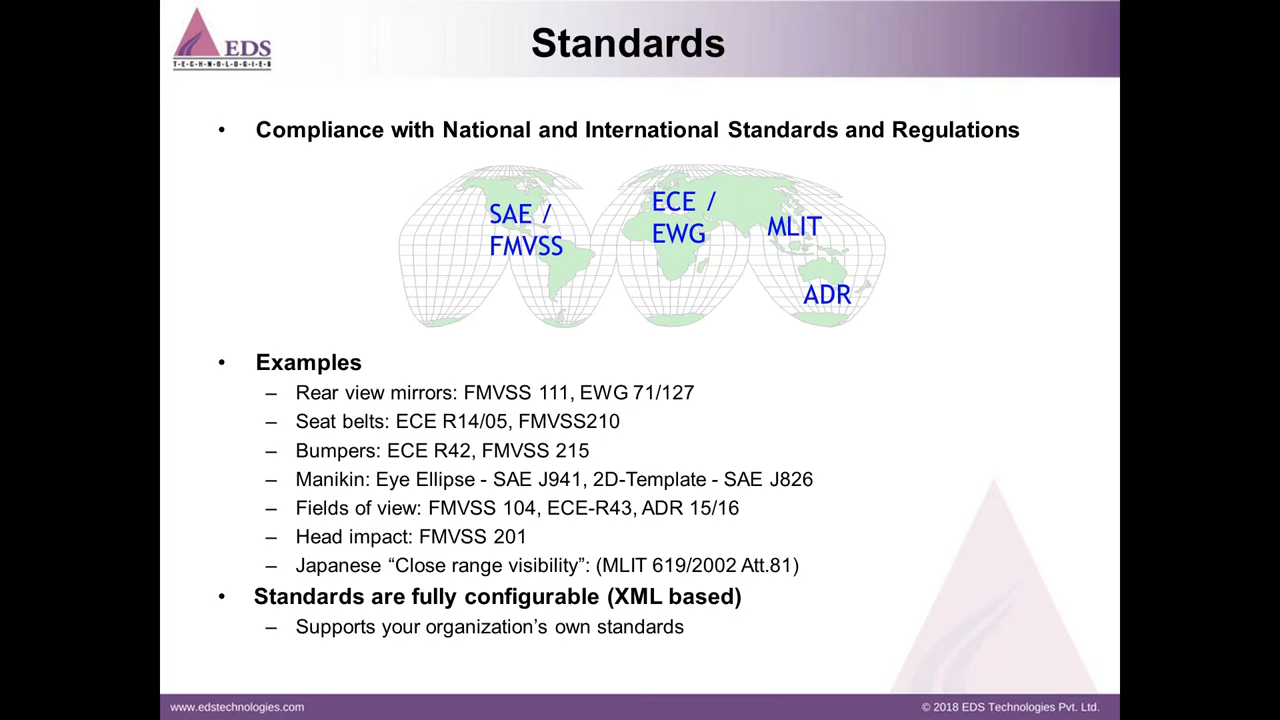 EDS
T·E·C·H·N·O·L·O·G·I·E·S
Standards
• Compliance with National and International Standards and Regulations
SAE /
FMVSS
ECE /
EWG
MLIT
ADR
• Examples
– Rear view mirrors: FMVSS 111, EWG 71/127
– Seat belts: ECE R14/05, FMVSS210
– Bumpers: ECE R42, FMVSS 215
– Manikin: Eye Ellipse - SAE J941, 2D-Template - SAE J826
– Fields of view: FMVSS 104, ECE-R43, ADR 15/16
– Head impact: FMVSS 201
– Japanese “Close range visibility”: (MLIT 619/2002 Att.81)
• Standards are fully configurable (XML based)
– Supports your organization’s own standards
www.edstechnologies.com
© 2018 EDS Technologies Pvt. Ltd.